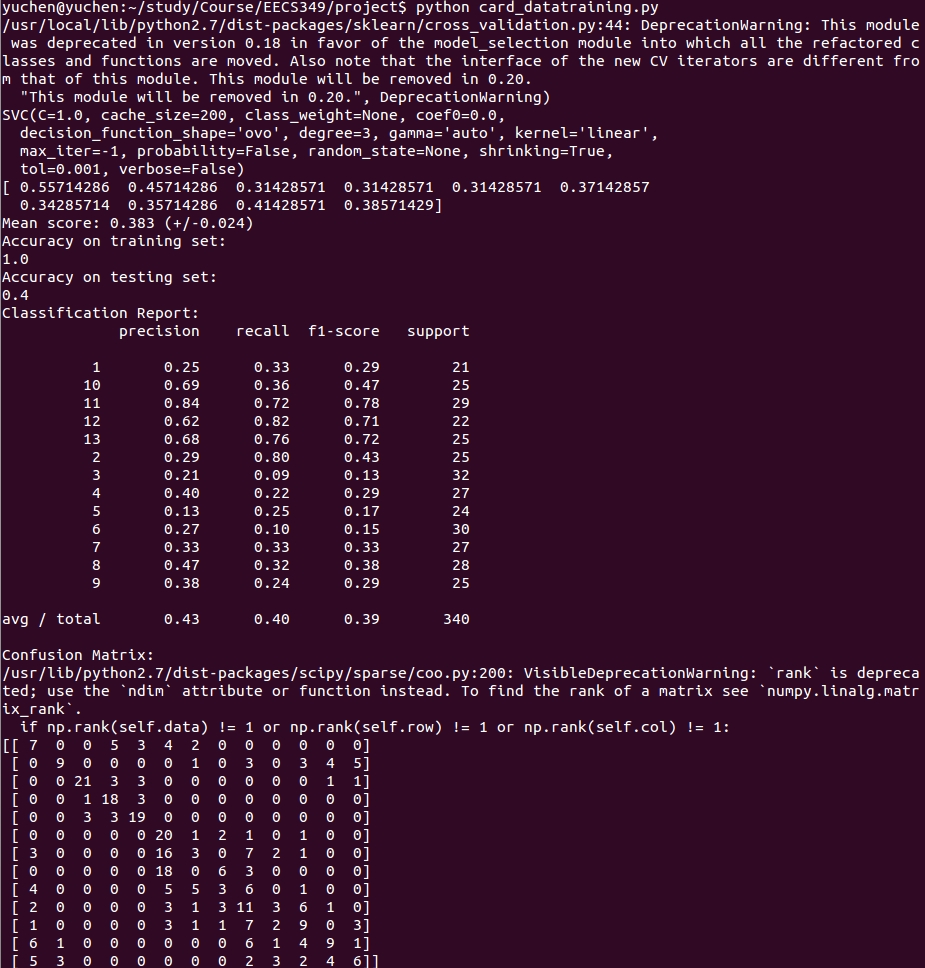 yuchen@yuchen:~/study/Course/EECS349/project$ python card_datatraining.py
/usr/local/lib/python2.7/dist-packages/sklearn/cross_validation.py:44: DeprecationWarning: This module
 was deprecated in version 0.18 in favor of the model_selection module into which all the refactored c
lasses and functions are moved. Also note that the interface of the new CV iterators are different fro
m that of this module. This module will be removed in 0.20.
  "This module will be removed in 0.20.", DeprecationWarning)
SVC(C=1.0, cache_size=200, class_weight=None, coef0=0.0,
  decision_function_shape='ovo', degree=3, gamma='auto', kernel='linear',
  max_iter=-1, probability=False, random_state=None, shrinking=True,
  tol=0.001, verbose=False)
[ 0.55714286  0.45714286  0.31428571  0.31428571  0.31428571  0.37142857
  0.34285714  0.35714286  0.41428571  0.38571429]
Mean score: 0.383 (+/-0.024)
Accuracy on training set:
1.0
Accuracy on testing set:
0.4
Classification Report:
             precision    recall  f1-score   support

          1       0.25      0.33      0.29        21
         10       0.69      0.36      0.47        25
         11       0.84      0.72      0.78        29
         12       0.62      0.82      0.71        22
         13       0.68      0.76      0.72        25
          2       0.29      0.80      0.43        25
          3       0.21      0.09      0.13        32
          4       0.40      0.22      0.29        27
          5       0.13      0.25      0.17        24
          6       0.27      0.10      0.15        30
          7       0.33      0.33      0.33        27
          8       0.47      0.32      0.38        28
          9       0.38      0.24      0.29        25

avg / total       0.43      0.40      0.39       340

Confusion Matrix:
/usr/lib/python2.7/dist-packages/scipy/sparse/coo.py:200: VisibleDeprecationWarning: `rank` is depreca
ted; use the `ndim` attribute or function instead. To find the rank of a matrix see `numpy.linalg.matr
ix_rank`.
  if np.rank(self.data) != 1 or np.rank(self.row) != 1 or np.rank(self.col) != 1:
[[ 7  0  0  5  3  4  2  0  0  0  0  0  0]
 [ 0  9  0  0  0  0  1  0  3  0  3  4  5]
 [ 0  0 21  3  3  0  0  0  0  0  0  1  1]
 [ 0  0  1 18  3  0  0  0  0  0  0  0  0]
 [ 0  0  3  3 19  0  0  0  0  0  0  0  0]
 [ 0  0  0  0  0 20  1  2  1  0  1  0  0]
 [ 3  0  0  0  0 16  3  0  7  2  1  0  0]
 [ 0  0  0  0  0 18  0  6  3  0  0  0  0]
 [ 4  0  0  0  0  5  5  3  6  0  1  0  0]
 [ 2  0  0  0  0  3  1  3 11  3  6  1  0]
 [ 1  0  0  0  0  3  1  1  7  2  9  0  3]
 [ 6  1  0  0  0  0  0  0  6  1  4  9  1]
 [ 5  3  0  0  0  0  0  0  2  3  2  4  6]]